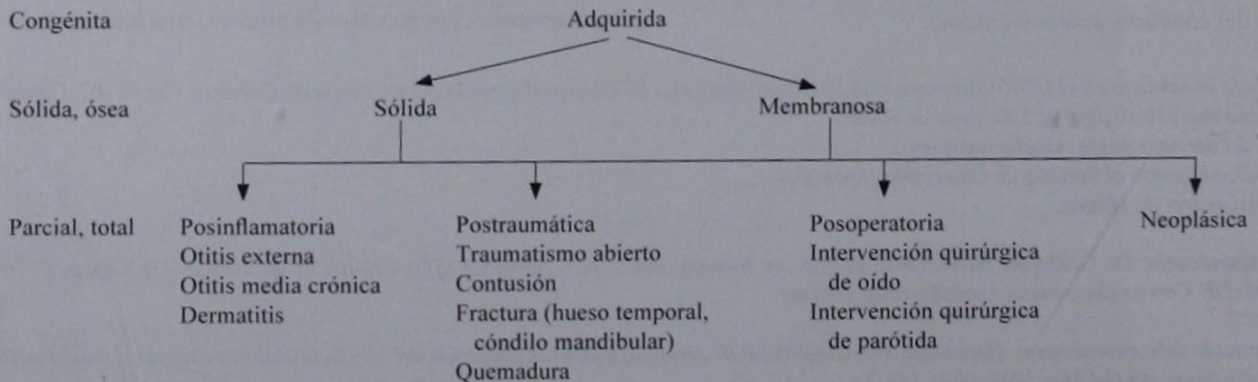 Congénita Adquirida
Sólida, ósea Sólida Membranosa
Parcial, total Posinflamatoria Postraumática Posoperatoria Neoplásica
Otitis externa Traumatismo abierto Intervención quirúrgica
Otitis media crónica Contusión de oído
Dermatitis Fractura (hueso temporal, Intervención quirúrgica
cóndilo mandibular) de parótida
Quemadura